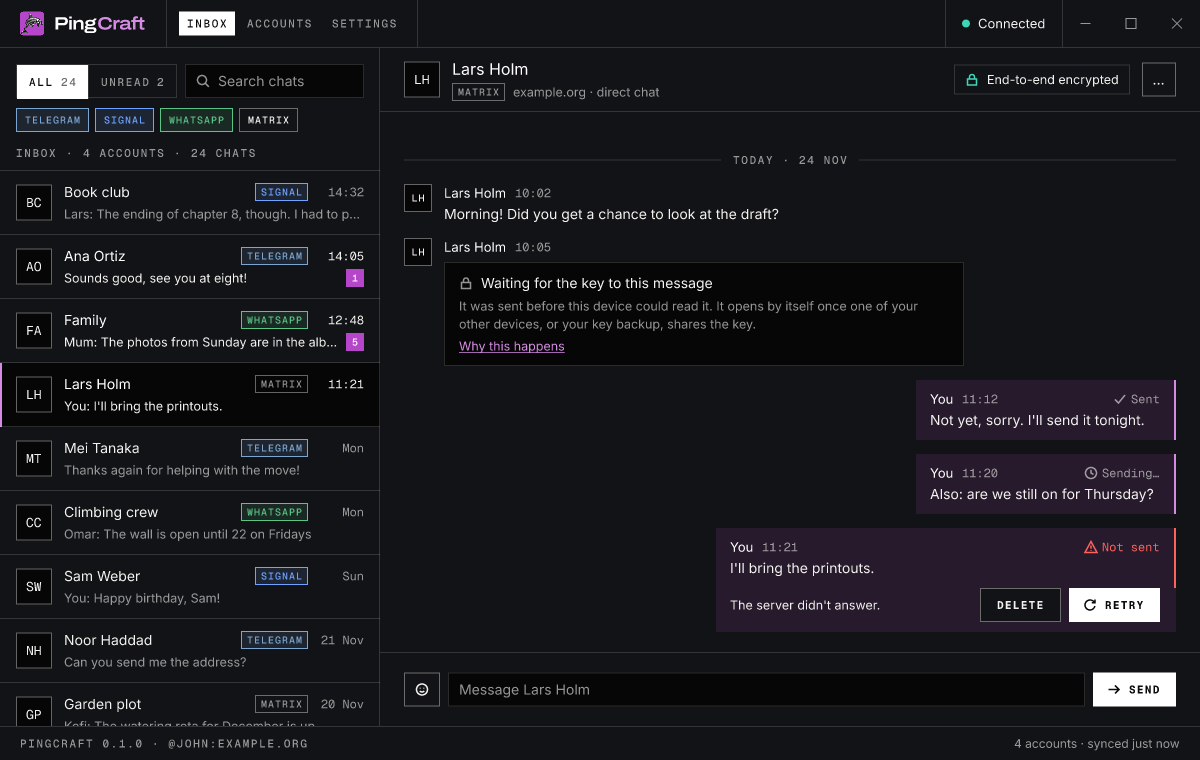 PingCraft
INBOX ACCOUNTS SETTINGS
Connected
ALL 24 UNREAD 2
Search chats
TELEGRAM SIGNAL WHATSAPP MATRIX
INBOX · 4 ACCOUNTS · 24 CHATS
BC
Book club SIGNAL 14:32
Lars: The ending of chapter 8, though. I had to p…
AO
Ana Ortiz TELEGRAM 14:05
Sounds good, see you at eight! 1
FA
Family WHATSAPP 12:48
Mum: The photos from Sunday are in the alb… 5
LH
Lars Holm MATRIX 11:21
You: I'll bring the printouts.
MT
Mei Tanaka TELEGRAM Mon
Thanks again for helping with the move!
CC
Climbing crew WHATSAPP Mon
Omar: The wall is open until 22 on Fridays
SW
Sam Weber SIGNAL Sun
You: Happy birthday, Sam!
NH
Noor Haddad TELEGRAM 21 Nov
Can you send me the address?
GP
Garden plot MATRIX 20 Nov
Kofi: The watering rota for December is up
LH
Lars Holm
MATRIX example.org · direct chat
End-to-end encrypted
...
TODAY · 24 NOV
LH
Lars Holm 10:02
Morning! Did you get a chance to look at the draft?
LH
Lars Holm 10:05
Waiting for the key to this message
It was sent before this device could read it. It opens by itself once one of your
other devices, or your key backup, shares the key.
Why this happens
You 11:12 Sent
Not yet, sorry. I'll send it tonight.
You 11:20 Sending…
Also: are we still on for Thursday?
You 11:21 Not sent
I'll bring the printouts.
The server didn't answer. DELETE RETRY
Message Lars Holm SEND
PINGCRAFT 0.1.0 · @JOHN:EXAMPLE.ORG
4 accounts · synced just now